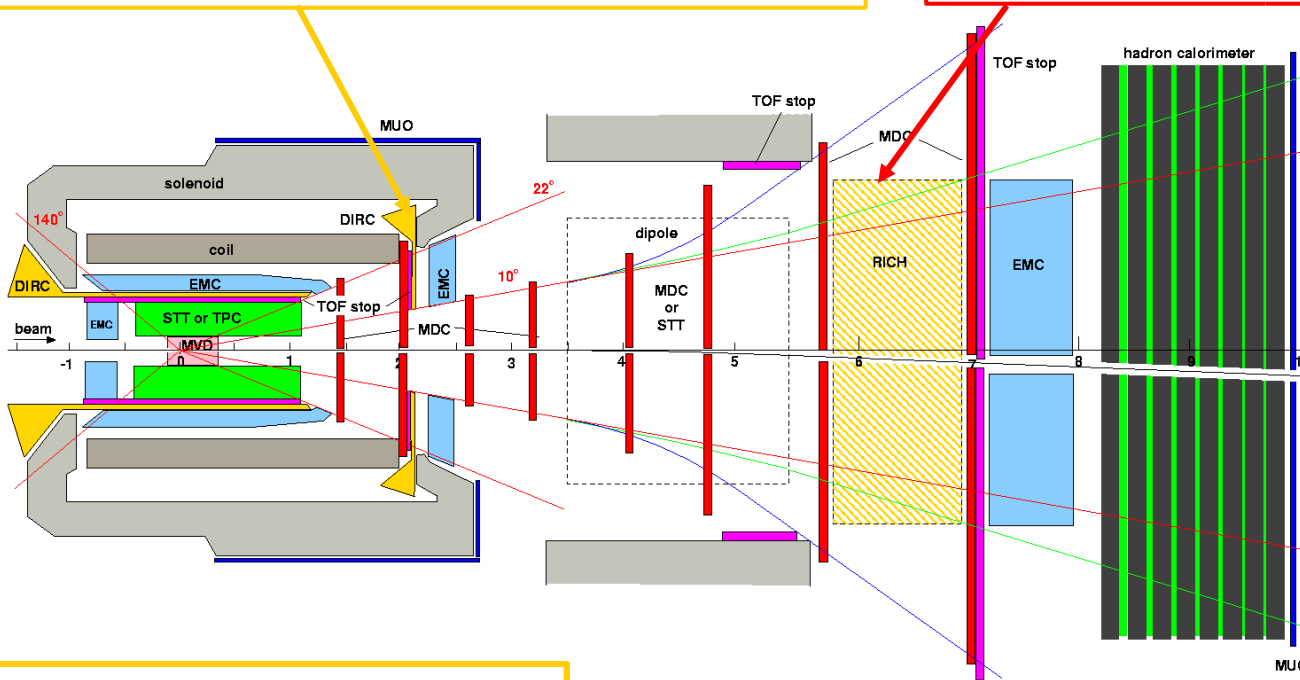 hadron calorimeter
TOF stop
TOF stop
MUO
MDC
solenoid
22°
140°
DIRC
dipole
coil
RICH
EMC
10°
EMC
DIRC
EMC
MDC
or
STT
TOF stop
STT or TPC
EMC
beam
MDC
MVD
-1 0 1 2 3 4 5 6 7 8 9 1
MUO